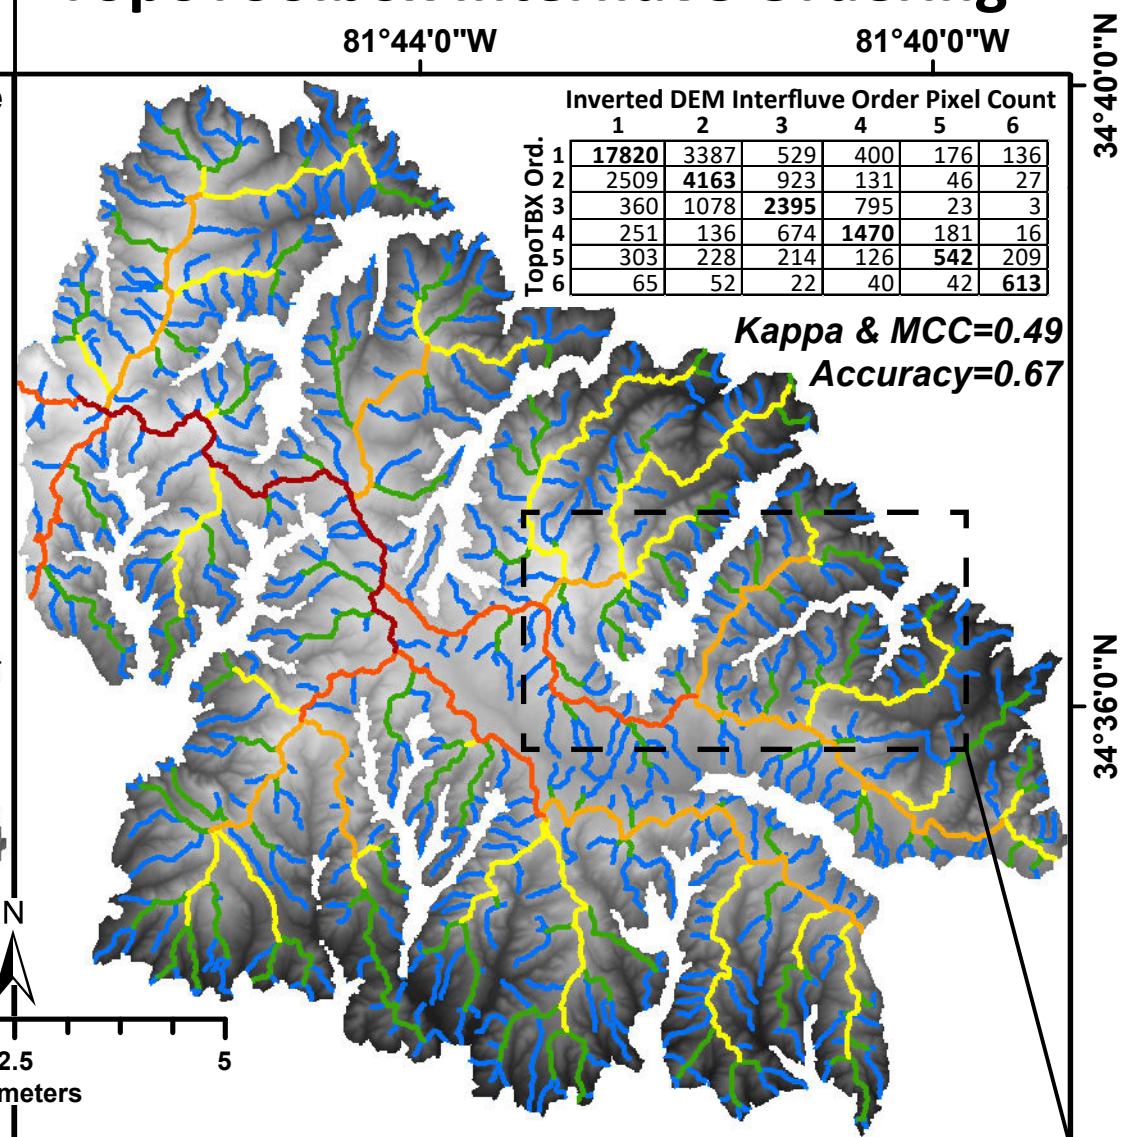 81°44'0"W 81°40'0"W
34°40'0"N
Inverted DEM Interfluve Order Pixel Count
1 2 3 4 5 6
TopoTBX Ord.
1 17820 3387 529 400 176 136
2 2509 4163 923 131 46 27
3 360 1078 2395 795 23 3
4 251 136 674 1470 181 16
5 303 228 214 126 542 209
6 65 52 22 40 42 613
Kappa & MCC=0.49
Accuracy=0.67
34°36'0"N
N
2.5 5
meters